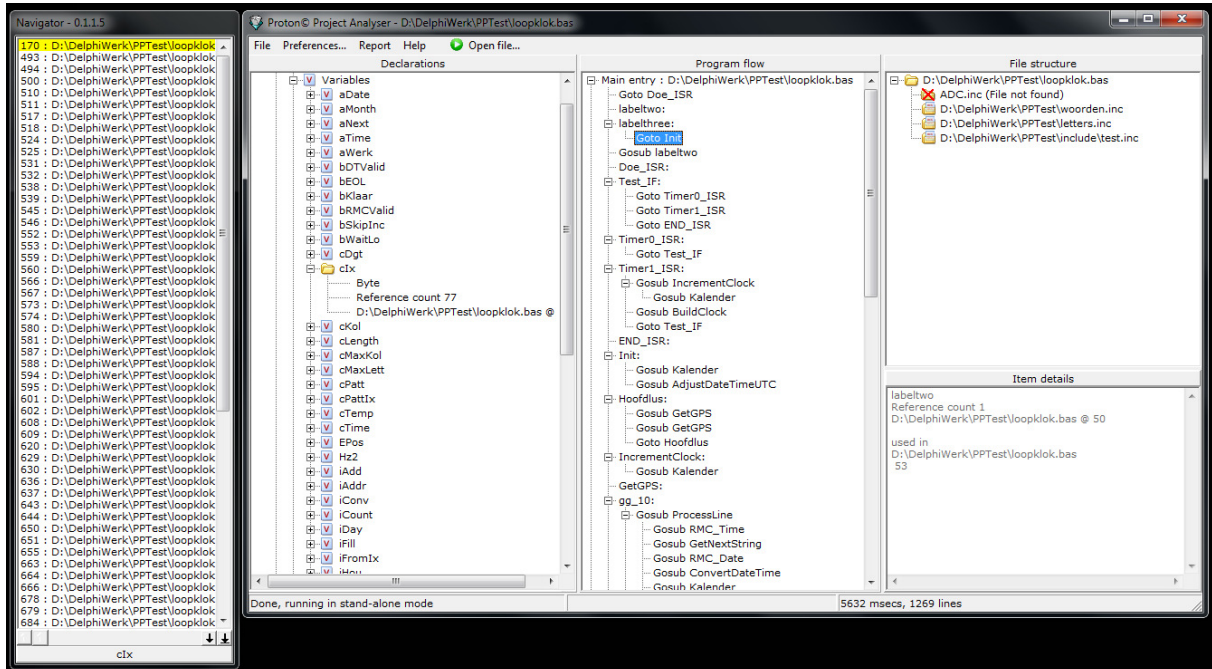 Navigator - 0.1.1.5
170 : D:\DelphiWerk\PPTest\loopklok
493 : D:\DelphiWerk\PPTest\loopklok
494 : D:\DelphiWerk\PPTest\loopklok
500 : D:\DelphiWerk\PPTest\loopklok
510 : D:\DelphiWerk\PPTest\loopklok
511 : D:\DelphiWerk\PPTest\loopklok
517 : D:\DelphiWerk\PPTest\loopklok
518 : D:\DelphiWerk\PPTest\loopklok
524 : D:\DelphiWerk\PPTest\loopklok
525 : D:\DelphiWerk\PPTest\loopklok
531 : D:\DelphiWerk\PPTest\loopklok
532 : D:\DelphiWerk\PPTest\loopklok
538 : D:\DelphiWerk\PPTest\loopklok
539 : D:\DelphiWerk\PPTest\loopklok
545 : D:\DelphiWerk\PPTest\loopklok
546 : D:\DelphiWerk\PPTest\loopklok
552 : D:\DelphiWerk\PPTest\loopklok
553 : D:\DelphiWerk\PPTest\loopklok
559 : D:\DelphiWerk\PPTest\loopklok
560 : D:\DelphiWerk\PPTest\loopklok
566 : D:\DelphiWerk\PPTest\loopklok
567 : D:\DelphiWerk\PPTest\loopklok
573 : D:\DelphiWerk\PPTest\loopklok
574 : D:\DelphiWerk\PPTest\loopklok
580 : D:\DelphiWerk\PPTest\loopklok
581 : D:\DelphiWerk\PPTest\loopklok
587 : D:\DelphiWerk\PPTest\loopklok
588 : D:\DelphiWerk\PPTest\loopklok
594 : D:\DelphiWerk\PPTest\loopklok
595 : D:\DelphiWerk\PPTest\loopklok
601 : D:\DelphiWerk\PPTest\loopklok
602 : D:\DelphiWerk\PPTest\loopklok
608 : D:\DelphiWerk\PPTest\loopklok
609 : D:\DelphiWerk\PPTest\loopklok
620 : D:\DelphiWerk\PPTest\loopklok
629 : D:\DelphiWerk\PPTest\loopklok
630 : D:\DelphiWerk\PPTest\loopklok
636 : D:\DelphiWerk\PPTest\loopklok
637 : D:\DelphiWerk\PPTest\loopklok
643 : D:\DelphiWerk\PPTest\loopklok
644 : D:\DelphiWerk\PPTest\loopklok
650 : D:\DelphiWerk\PPTest\loopklok
651 : D:\DelphiWerk\PPTest\loopklok
655 : D:\DelphiWerk\PPTest\loopklok
663 : D:\DelphiWerk\PPTest\loopklok
664 : D:\DelphiWerk\PPTest\loopklok
666 : D:\DelphiWerk\PPTest\loopklok
678 : D:\DelphiWerk\PPTest\loopklok
679 : D:\DelphiWerk\PPTest\loopklok
684 : D:\DelphiWerk\PPTest\loopklok
cIx
Proton© Project Analyser - D:\DelphiWerk\PPTest\loopklok.bas
File Preferences... Report Help Open file...
Declarations
Variables
aDate
aMonth
aNext
aTime
aWerk
bDTValid
bEOL
bKlaar
bRMCValid
bSkipInc
bWaitLo
cDgt
cIx
Byte
Reference count 77
D:\DelphiWerk\PPTest\loopklok.bas @
cKol
cLength
cMaxKol
cMaxLett
cPatt
cPattIx
cTemp
cTime
EPos
Hz2
iAdd
iAddr
iConv
iCount
iDay
iFill
iFromIx
iHou
Program flow
Main entry : D:\DelphiWerk\PPTest\loopklok.bas
Goto Doe_ISR
labeltwo:
labelthree:
Goto Init
Gosub labeltwo
Doe_ISR:
Test_IF:
Goto Timer0_ISR
Goto Timer1_ISR
Goto END_ISR
Timer0_ISR:
Goto Test_IF
Timer1_ISR:
Gosub IncrementClock
Gosub Kalender
Gosub BuildClock
Goto Test_IF
END_ISR:
Init:
Gosub Kalender
Gosub AdjustDateTimeUTC
Hoofdlus:
Gosub GetGPS
Gosub GetGPS
Goto Hoofdlus
IncrementClock:
Gosub Kalender
GetGPS:
gg_10:
Gosub ProcessLine
Gosub RMC_Time
Gosub GetNextString
Gosub RMC_Date
Gosub ConvertDateTime
Gosub Kalender
File structure
D:\DelphiWerk\PPTest\loopklok.bas
ADC.inc (File not found)
D:\DelphiWerk\PPTest\woorden.inc
D:\DelphiWerk\PPTest\letters.inc
D:\DelphiWerk\PPTest\include\test.inc
Item details
labeltwo
Reference count 1
D:\DelphiWerk\PPTest\loopklok.bas @ 50
used in
D:\DelphiWerk\PPTest\loopklok.bas
53
Done, running in stand-alone mode
5632 msecs, 1269 lines